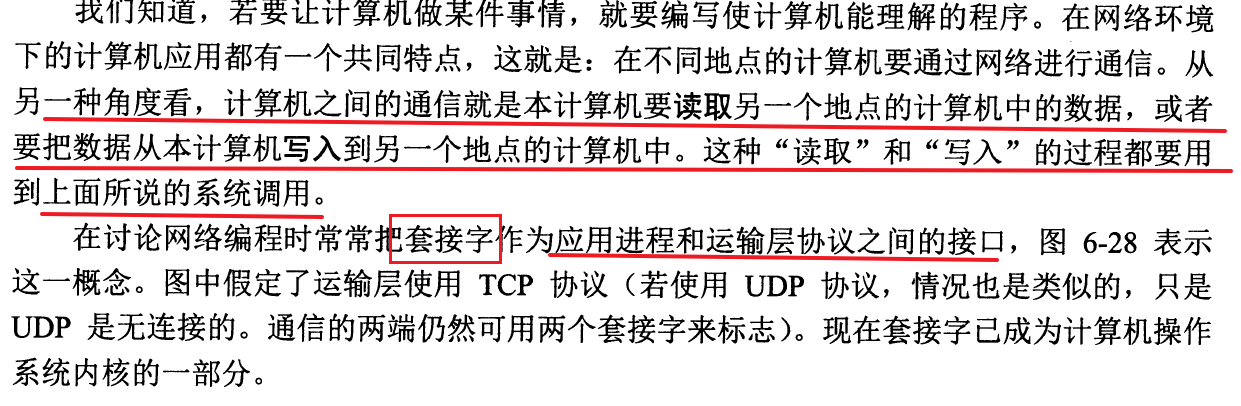 我们知道，若要让计算机做某件事情，就要编写使计算机能理解的程序。在网络环境
下的计算机应用都有一个共同特点，这就是：在不同地点的计算机要通过网络进行通信。从
另一种角度看，计算机之间的通信就是本计算机要读取另一个地点的计算机中的数据，或者
要把数据从本计算机写入到另一个地点的计算机中。这种“读取”和“写入”的过程都要用
到上面所说的系统调用。
在讨论网络编程时常常把套接字作为应用进程和运输层协议之间的接口，图 6-28 表示
这一概念。图中假定了运输层使用 TCP 协议（若使用 UDP 协议，情况也是类似的，只是
UDP 是无连接的。通信的两端仍然可用两个套接字来标志）。现在套接字已成为计算机操作
系统内核的一部分。